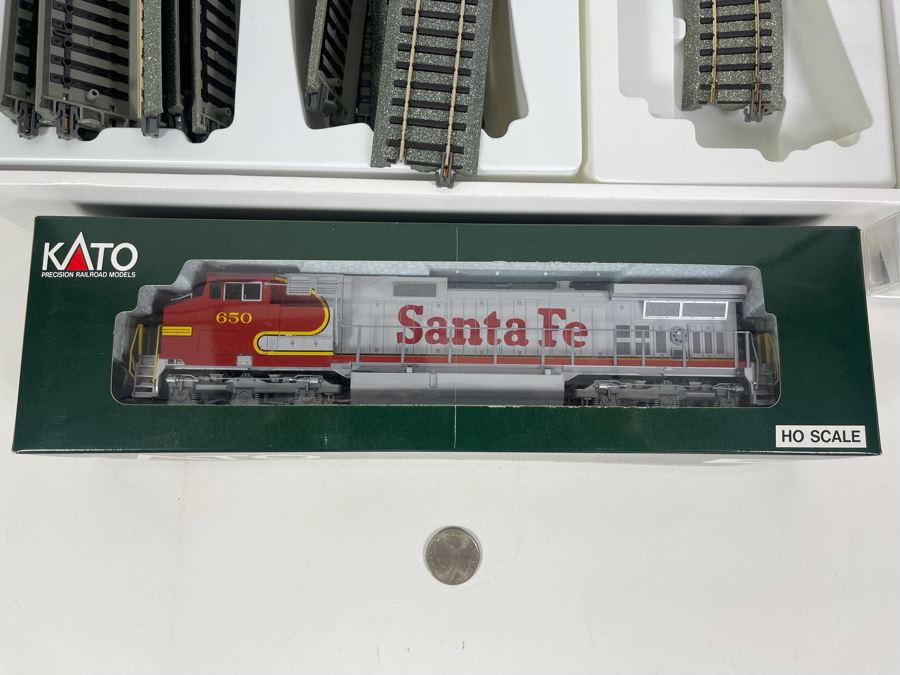 KATO
PRECISION RAILROAD MODELS
650
Santa Fe
HO SCALE